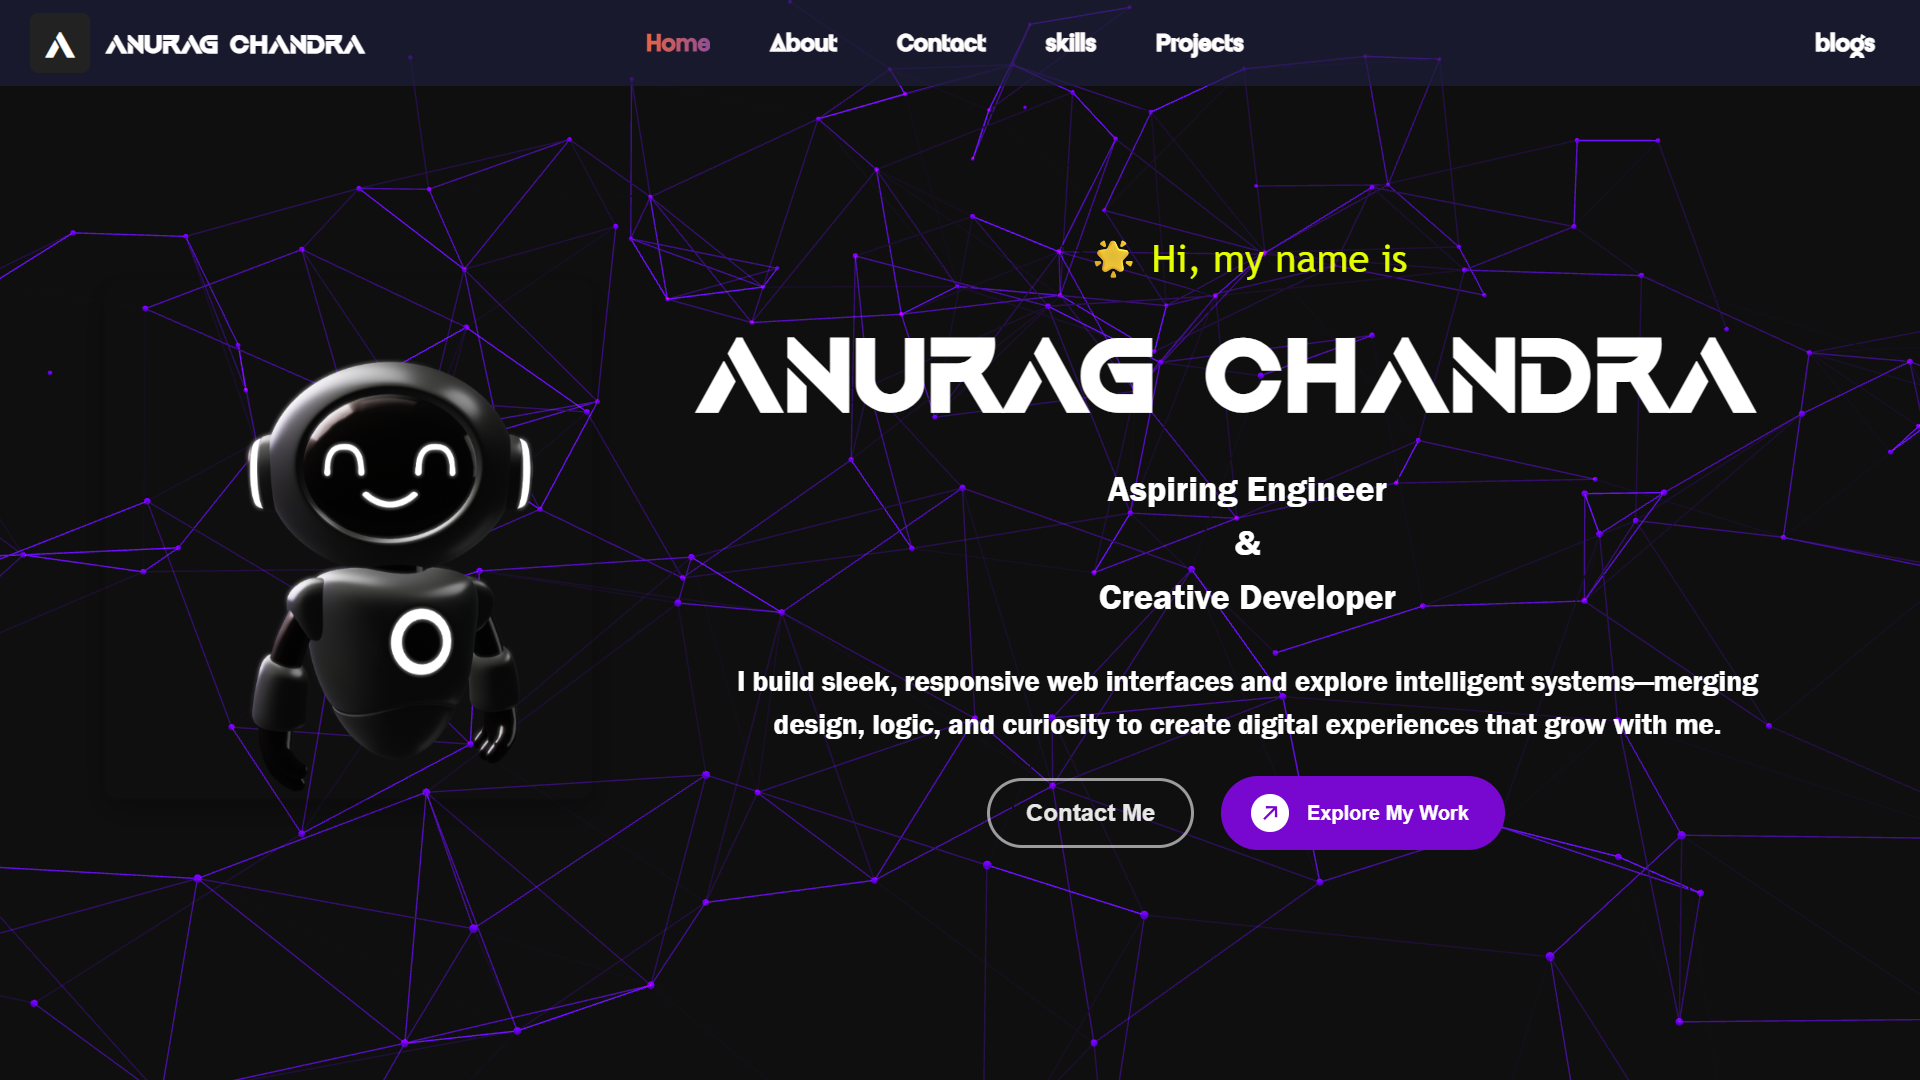 ANURAG CHANDRA
Home
About
Contact
skills
Projects
blogs
Hi, my name is
ANURAG CHANDRA
Aspiring Engineer
&
Creative Developer
I build sleek, responsive web interfaces and explore intelligent systems—merging
design, logic, and curiosity to create digital experiences that grow with me.
Contact Me
Explore My Work